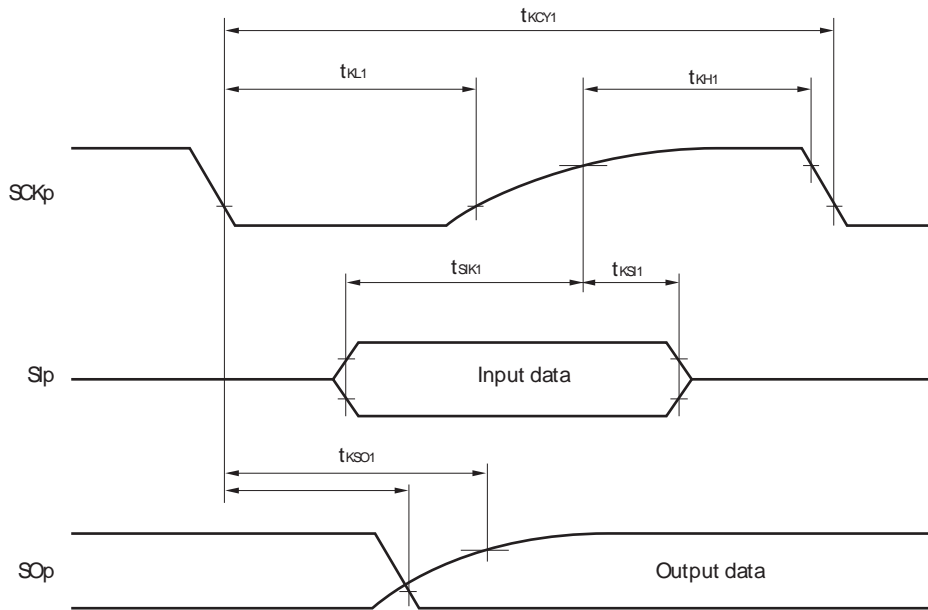 tKCY1
tKL1
tKH1
SCKp
tSIK1
tKSI1
SIp
Input data
tKSO1
SOp
Output data